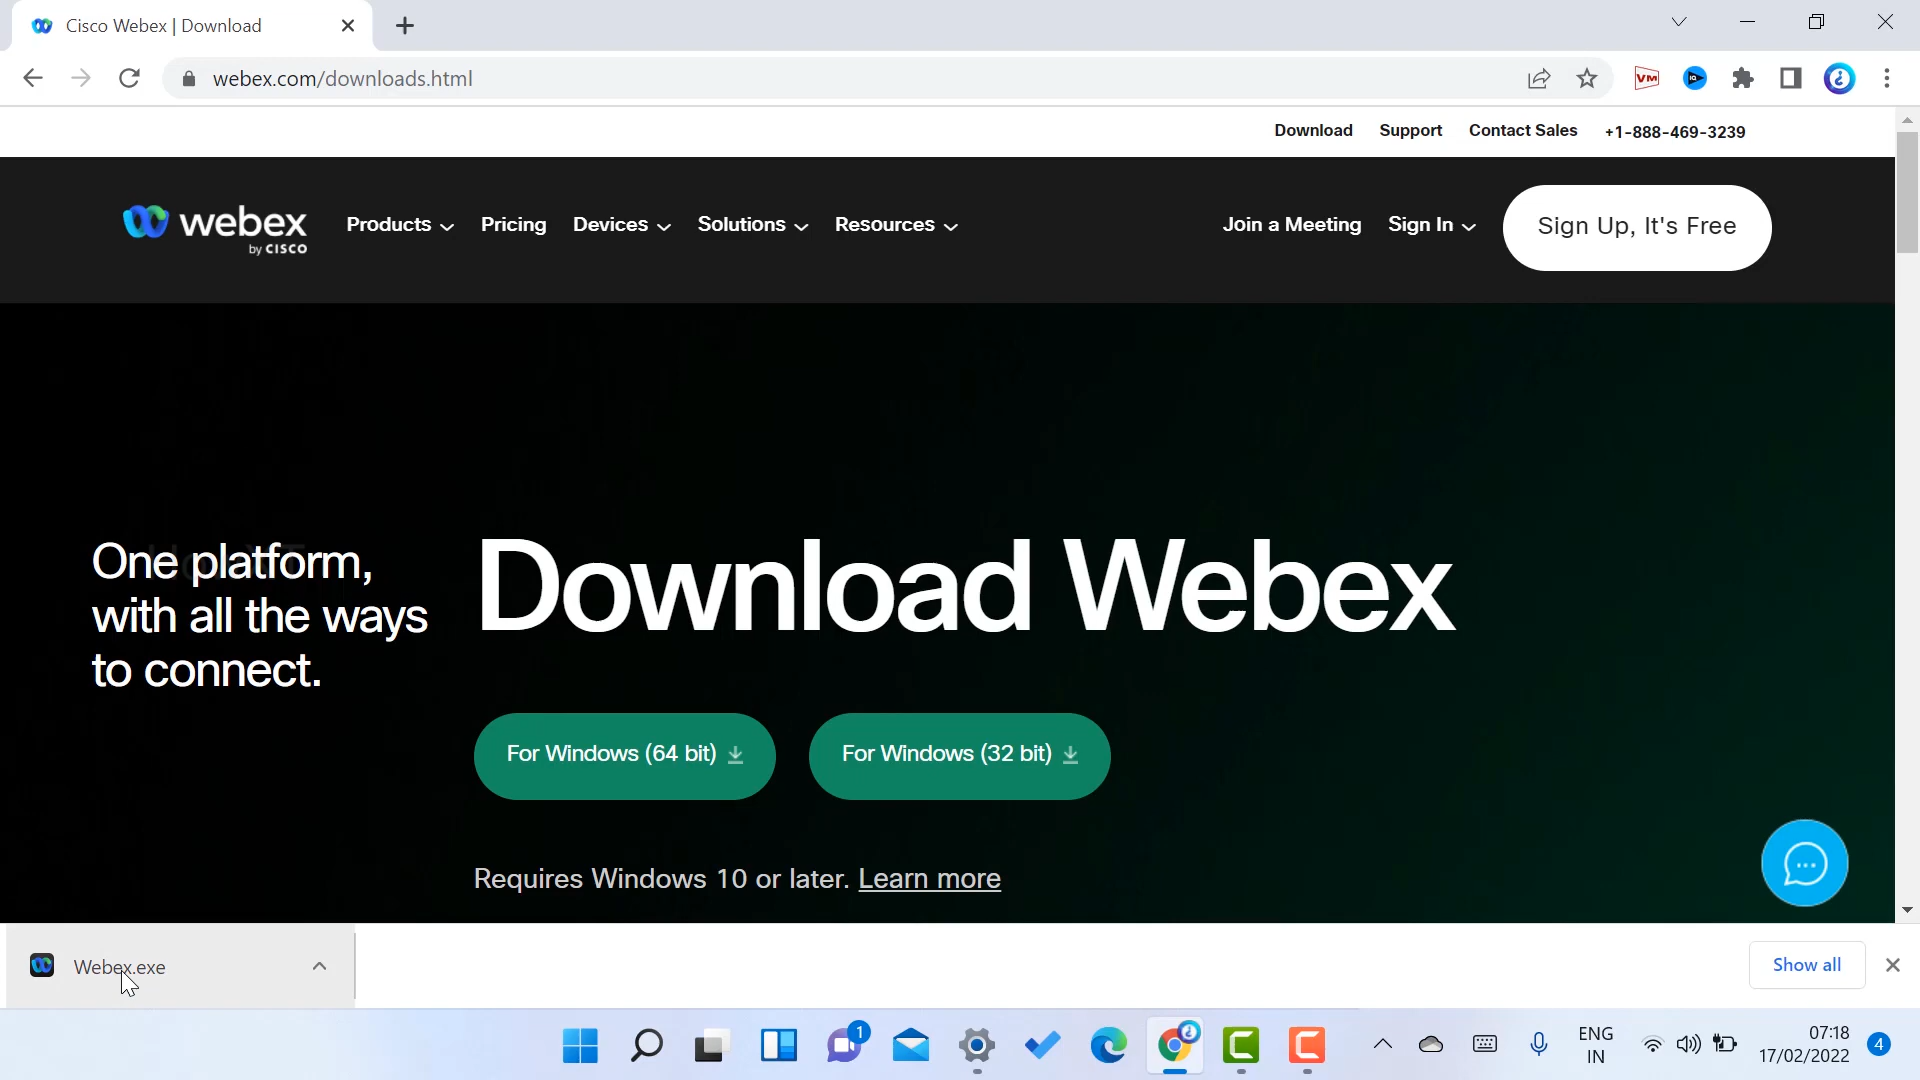 Cisco Webex | Download
webex.com/downloads.html
VM
Download Support Contact Sales +1-888-469-3239
webex
by CISCO
Products Pricing Devices Solutions Resources Join a Meeting Sign In Sign Up, It's Free
One platform,
with all the ways
to connect.
Download Webex
For Windows (64 bit) For Windows (32 bit)
Requires Windows 10 or later. Learn more
Webex.exe
Show all
1
ENG
IN
07:18
17/02/2022
4